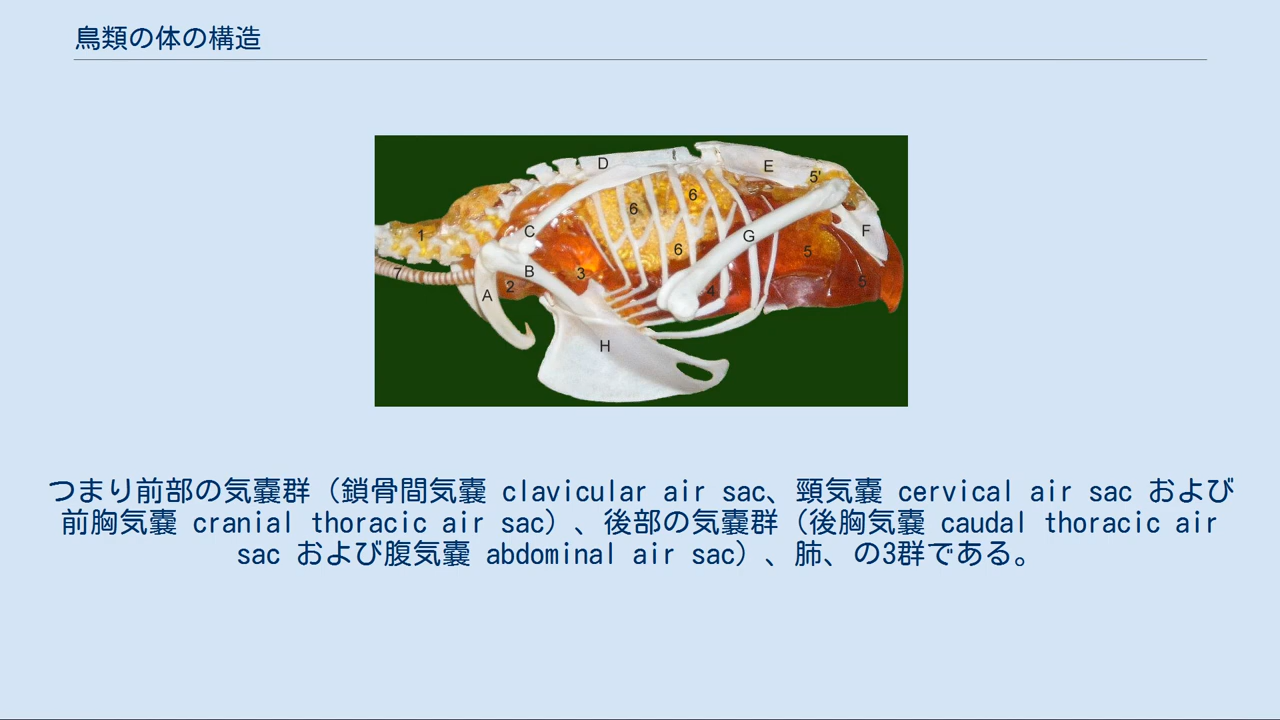 鳥類の体の構造
D
E
5'
6
6
1
C
G
F
6
5
B
3
7
2
A
4
5
H
つまり前部の気嚢群（鎖骨間気嚢 clavicular air sac、頸気嚢 cervical air sac および
前胸気嚢 cranial thoracic air sac）、後部の気嚢群（後胸気嚢 caudal thoracic air
sac および腹気嚢 abdominal air sac）、肺、の3群である。